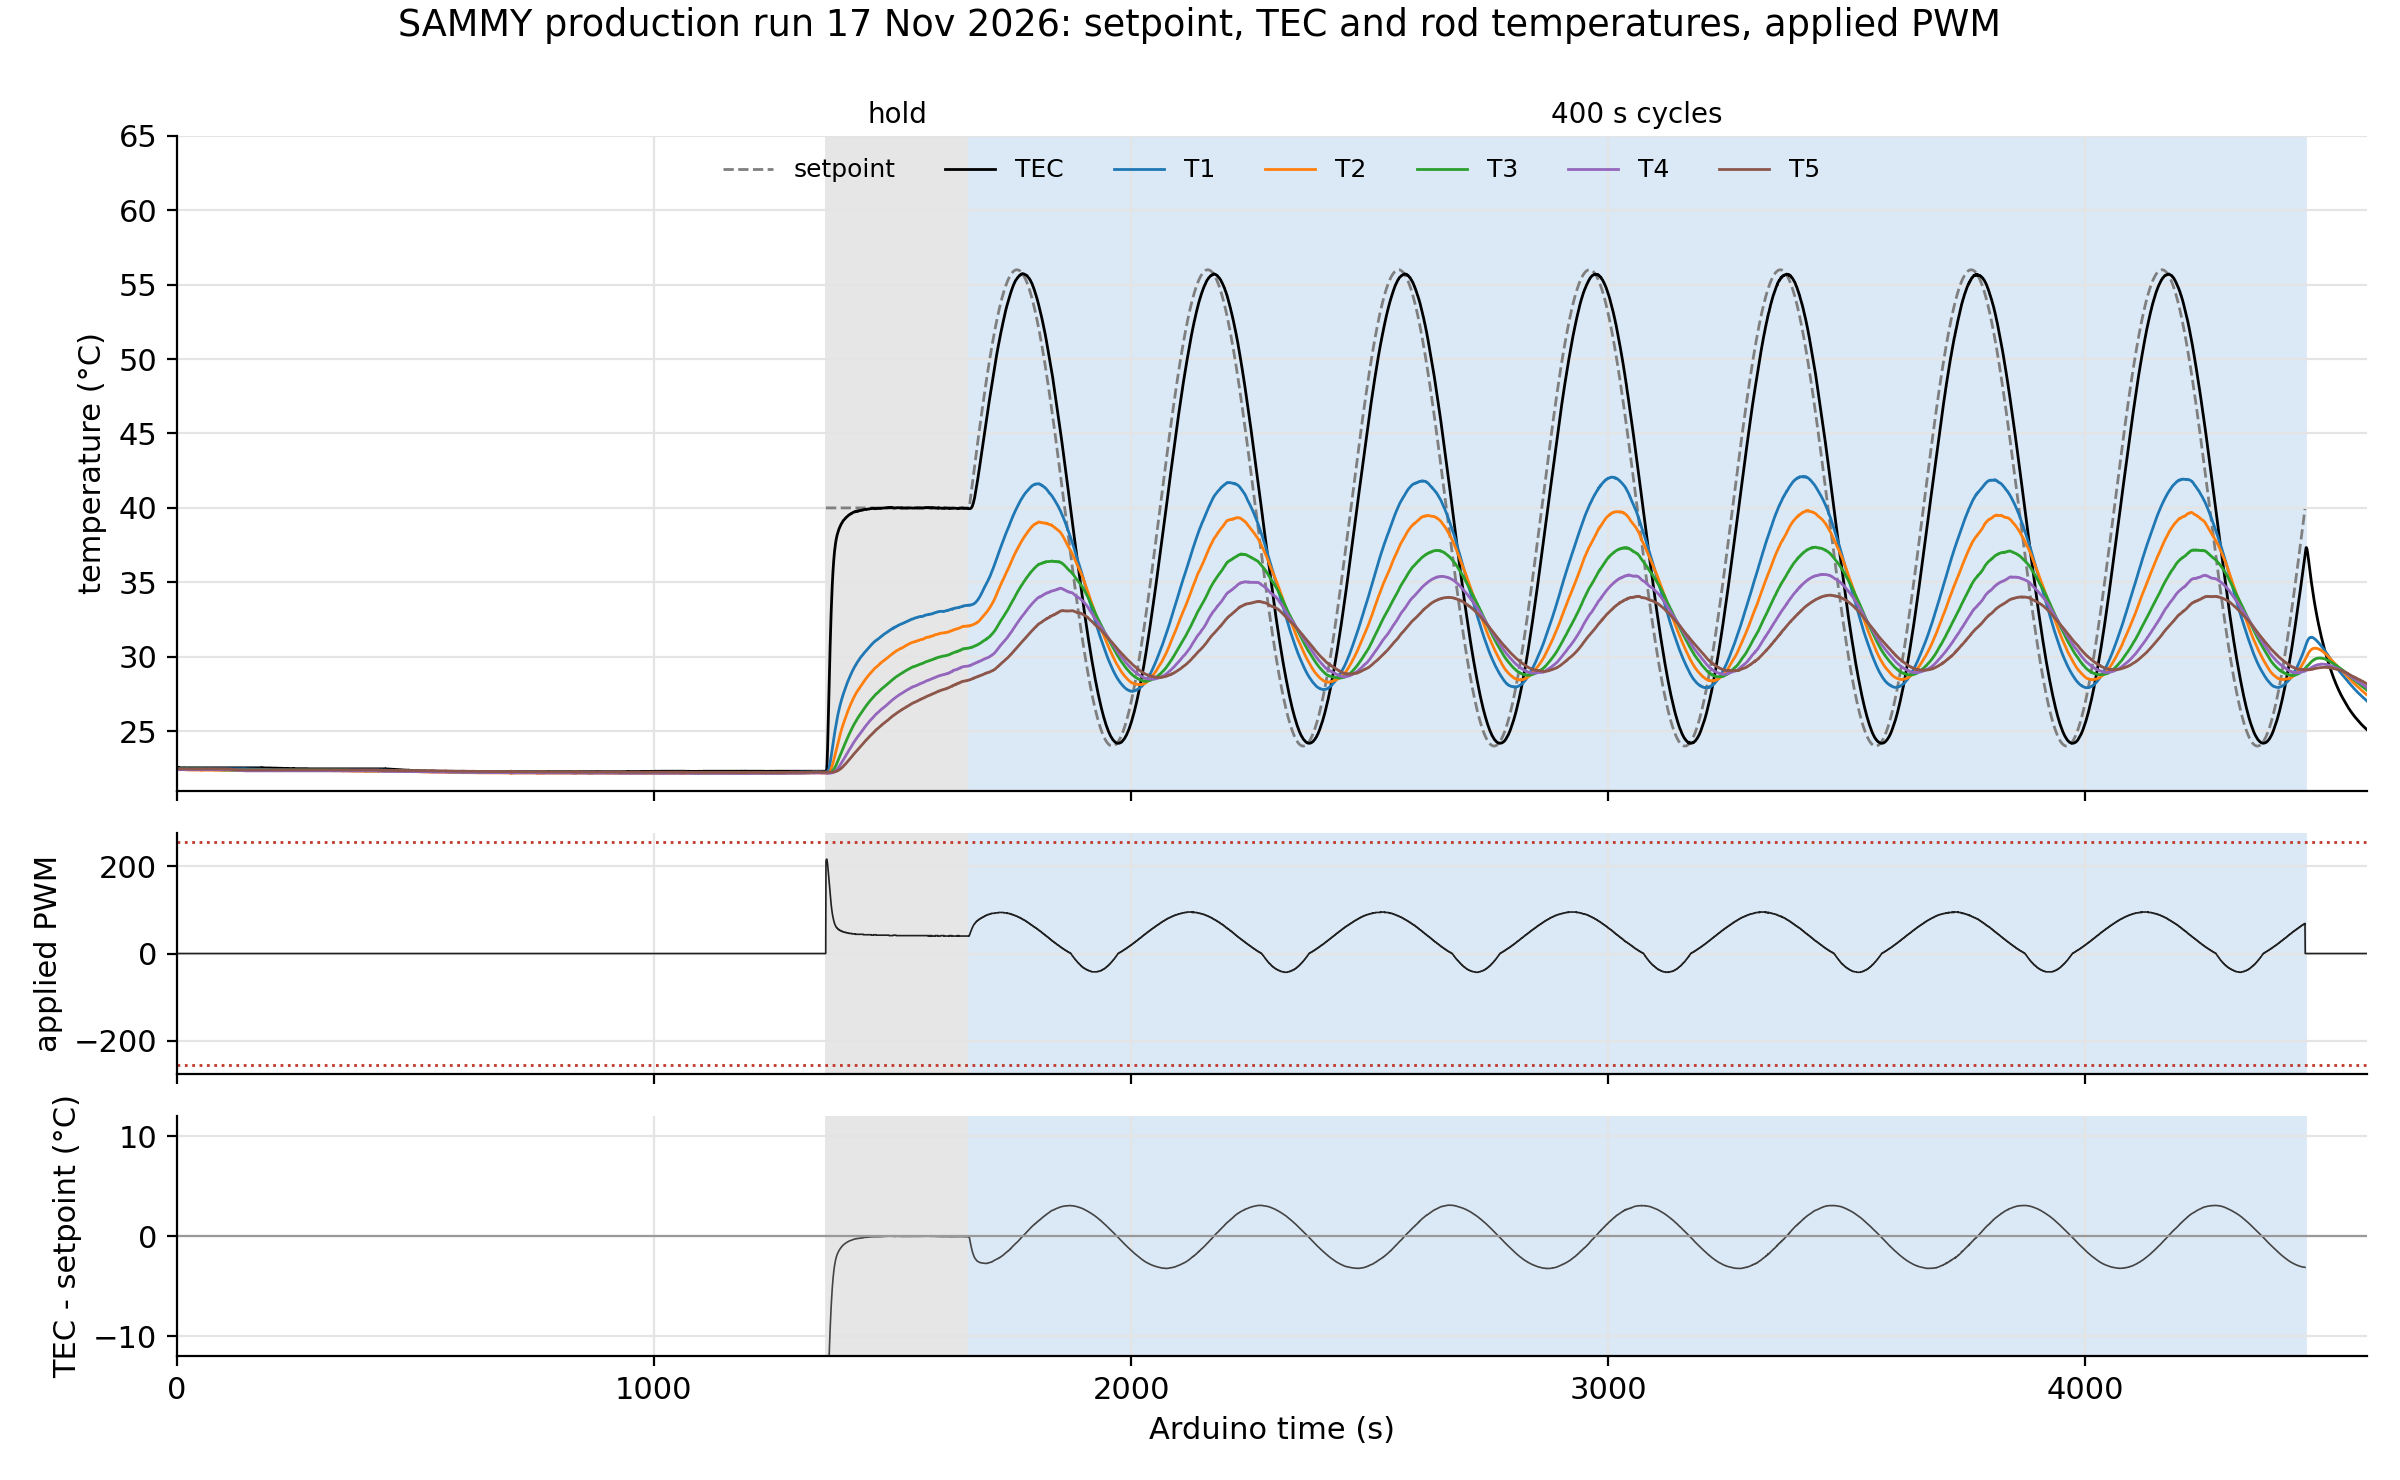 SAMMY production run 17 Nov 2026: setpoint, TEC and rod temperatures, applied PWM
hold
400 s cycles
setpoint TEC T1 T2 T3 T4 T5
temperature (°C)
65
60
55
50
45
40
35
30
25
applied PWM
200
0
−200
TEC - setpoint (°C)
10
0
−10
0 1000 2000 3000 4000
Arduino time (s)